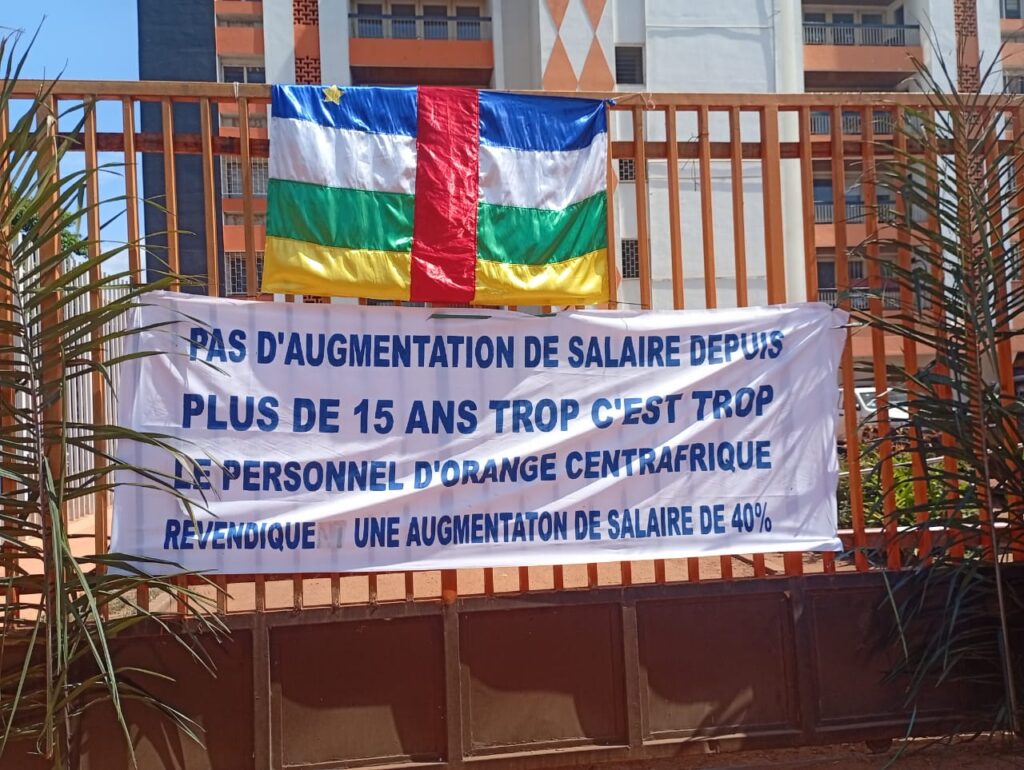 PAS D'AUGMENTATION DE SALAIRE DEPUIS
PLUS DE 15 ANS TROP C'EST TROP
LE PERSONNEL D'ORANGE CENTRAFRIQUE
REVENDIQUE UNE AUGMENTATON DE SALAIRE DE 40%